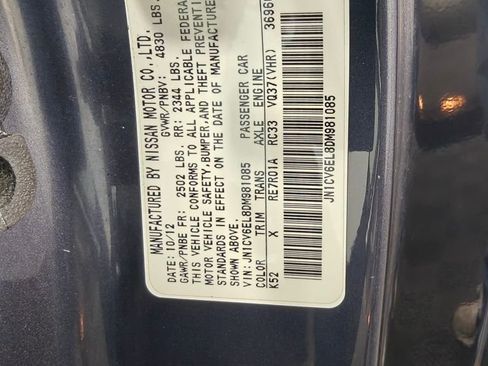 MANUFACTURED BY NISSAN MOTOR CO.,LTD.
DATE: 10/12 GVWR/PNBV: 4830 LBS.
GAWR/PNBE FR: 2502 LBS. RR: 2344 LBS.
THIS VEHICLE CONFORMS TO ALL APPLICABLE FEDERAL
MOTOR VEHICLE SAFETY, BUMPER, AND THEFT PREVENTION
STANDARDS IN EFFECT ON THE DATE OF MANUFACTURE
SHOWN ABOVE.
VIN: JN1CV6EL8DM981085 PASSENGER CAR
COLOR TRIM TRANS AXLE ENGINE
K52 X RE7R01A RC33 VQ37(VHR) 3696
JN1CV6EL8DM981085